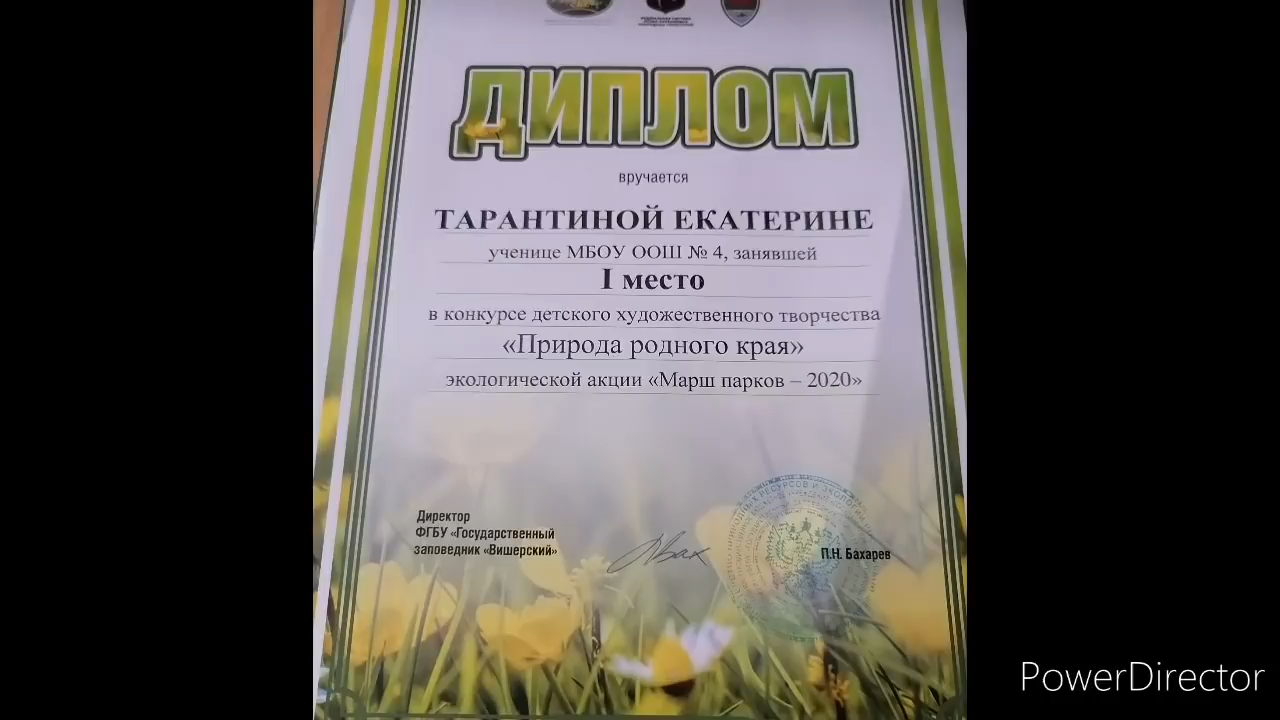 ДИПЛОМ
вручается
ТАРАНТИНОЙ ЕКАТЕРИНЕ
ученице МБОУ ООШ № 4, занявшей
I место
в конкурсе детского художественного творчества
«Природа родного края»
экологической акции «Марш парков – 2020»
Директор
ФГБУ «Государственный
заповедник «Вишерский»
П.Н. Бахарев
PowerDirector